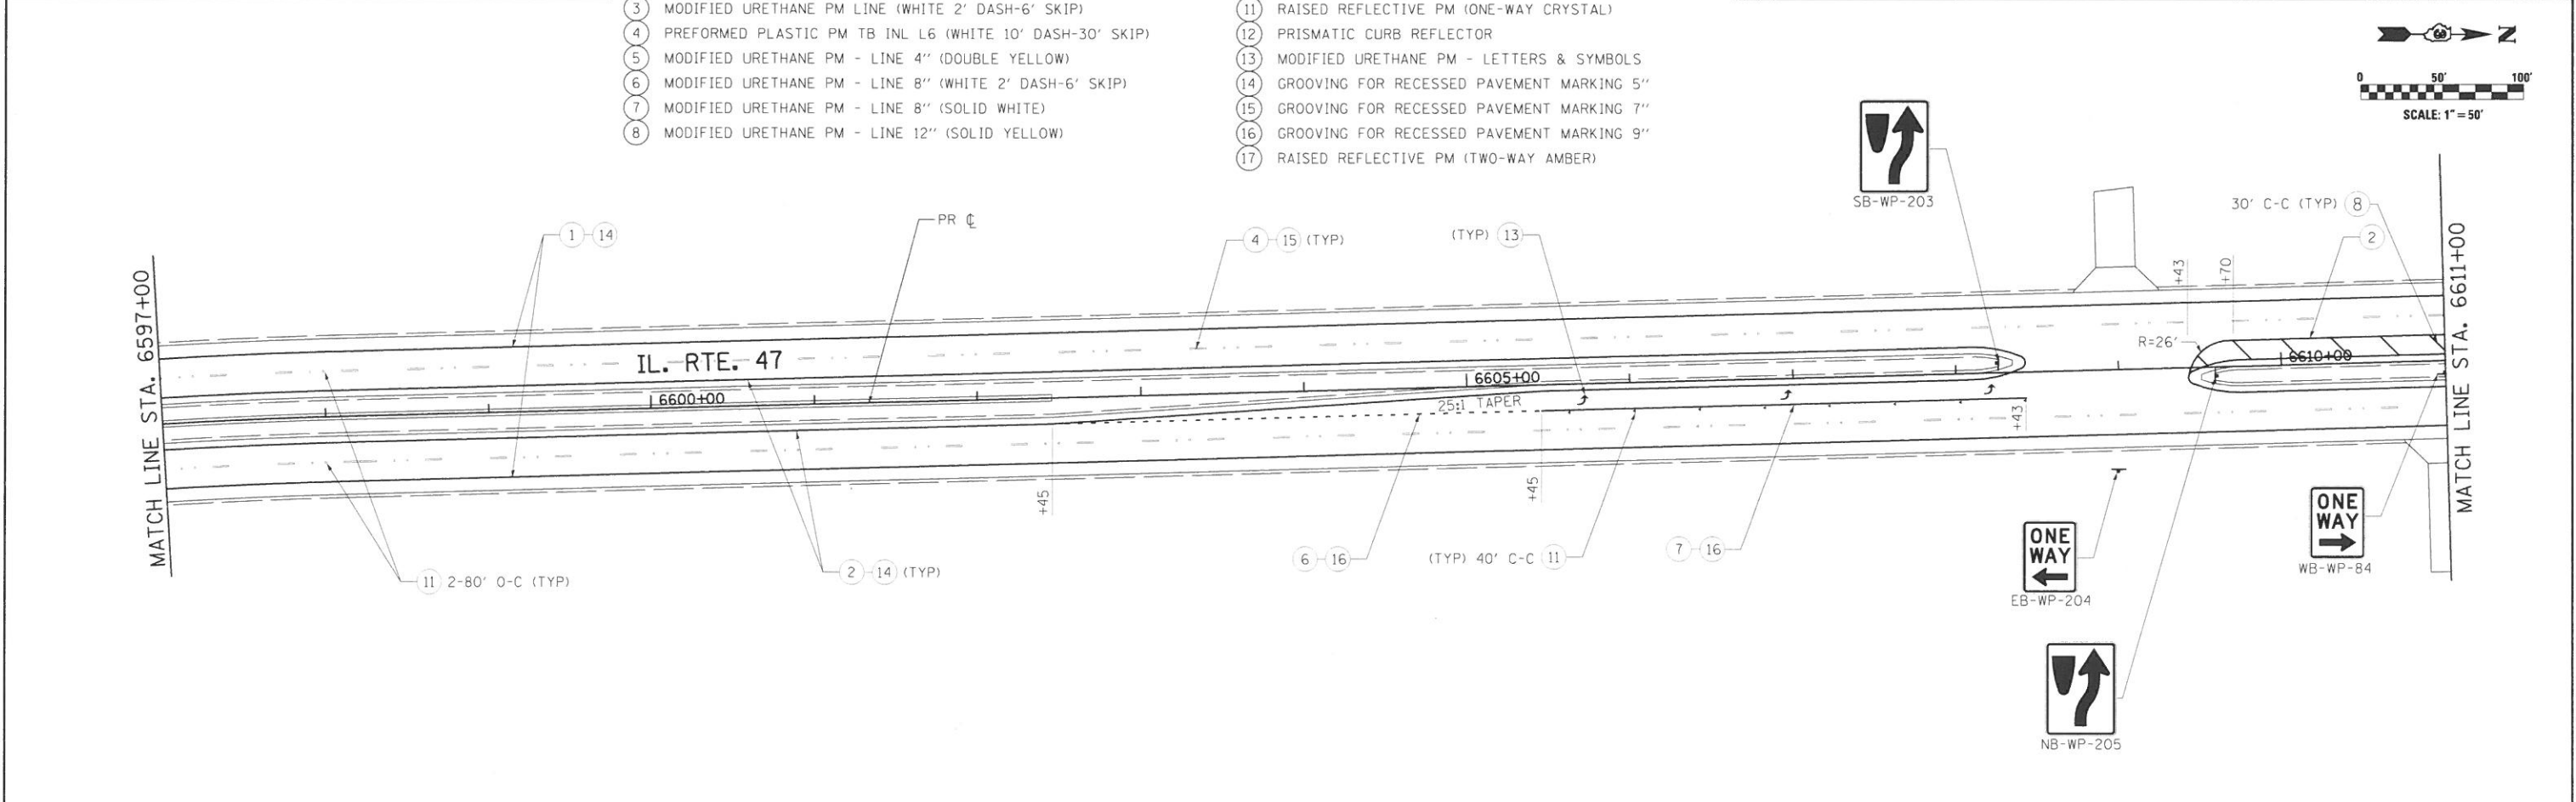 3 MODIFIED URETHANE PM LINE (WHITE 2' DASH-6' SKIP)
4 PREFORMED PLASTIC PM TB INL L6 (WHITE 10' DASH-30' SKIP)
5 MODIFIED URETHANE PM - LINE 4" (DOUBLE YELLOW)
6 MODIFIED URETHANE PM - LINE 8" (WHITE 2' DASH-6' SKIP)
7 MODIFIED URETHANE PM - LINE 8" (SOLID WHITE)
8 MODIFIED URETHANE PM - LINE 12" (SOLID YELLOW)
11 RAISED REFLECTIVE PM (ONE-WAY CRYSTAL)
12 PRISMATIC CURB REFLECTOR
13 MODIFIED URETHANE PM - LETTERS & SYMBOLS
14 GROOVING FOR RECESSED PAVEMENT MARKING 5"
15 GROOVING FOR RECESSED PAVEMENT MARKING 7"
16 GROOVING FOR RECESSED PAVEMENT MARKING 9"
17 RAISED REFLECTIVE PM (TWO-WAY AMBER)
N
0 50' 100'
SCALE: 1" = 50'
SB-WP-203
30' C-C (TYP) 8
2
1 14
PR ℄
4 15 (TYP)
(TYP) 13
+43
+70
R=26'
MATCH LINE STA. 6597+00
IL. RTE. 47
6600+00
6605+00
25:1 TAPER
6610+00
MATCH LINE STA. 6611+00
+45
+45
+43
11 2-80' O-C (TYP)
2 14 (TYP)
6 16
(TYP) 40' C-C 11
7 16
ONE
WAY
EB-WP-204
ONE
WAY
WB-WP-84
NB-WP-205